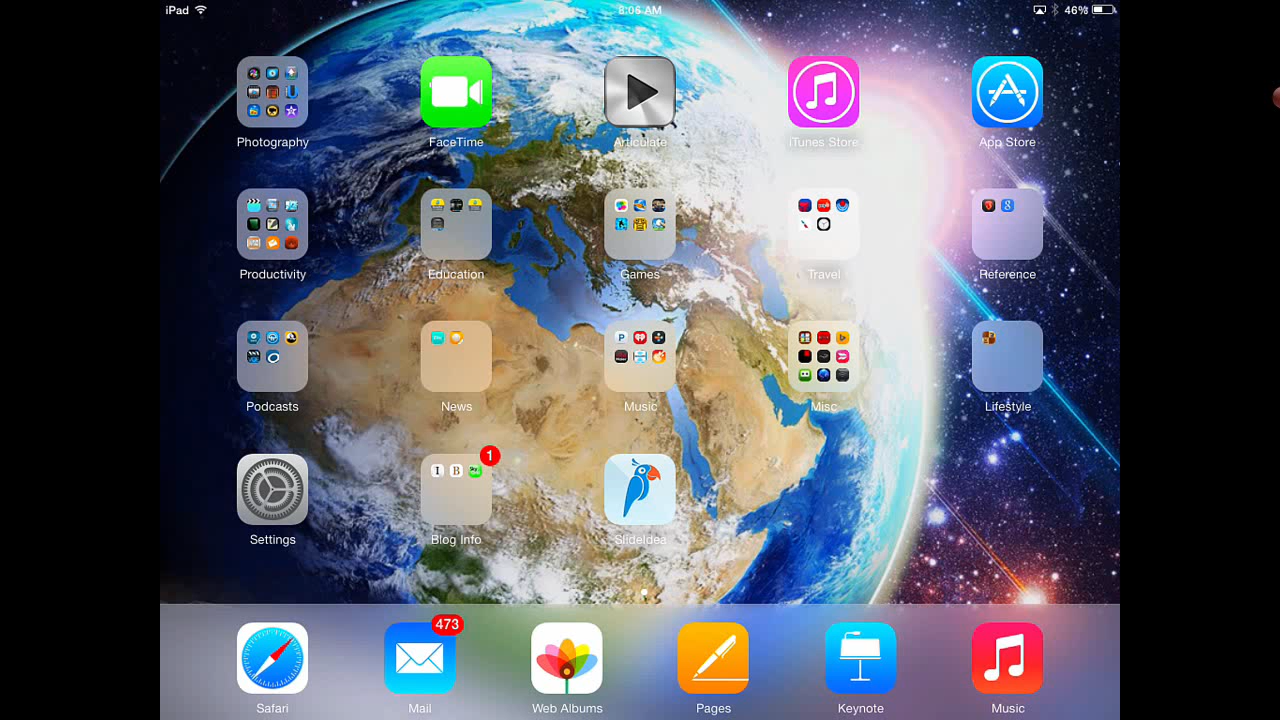 iPad 8:06 AM 46%
Photography FaceTime Articulate iTunes Store App Store
Productivity Education Games Travel Reference
Podcasts News Music Misc Lifestyle
1
Settings Blog Info SlideIdea
473
Safari Mail Web Albums Pages Keynote Music